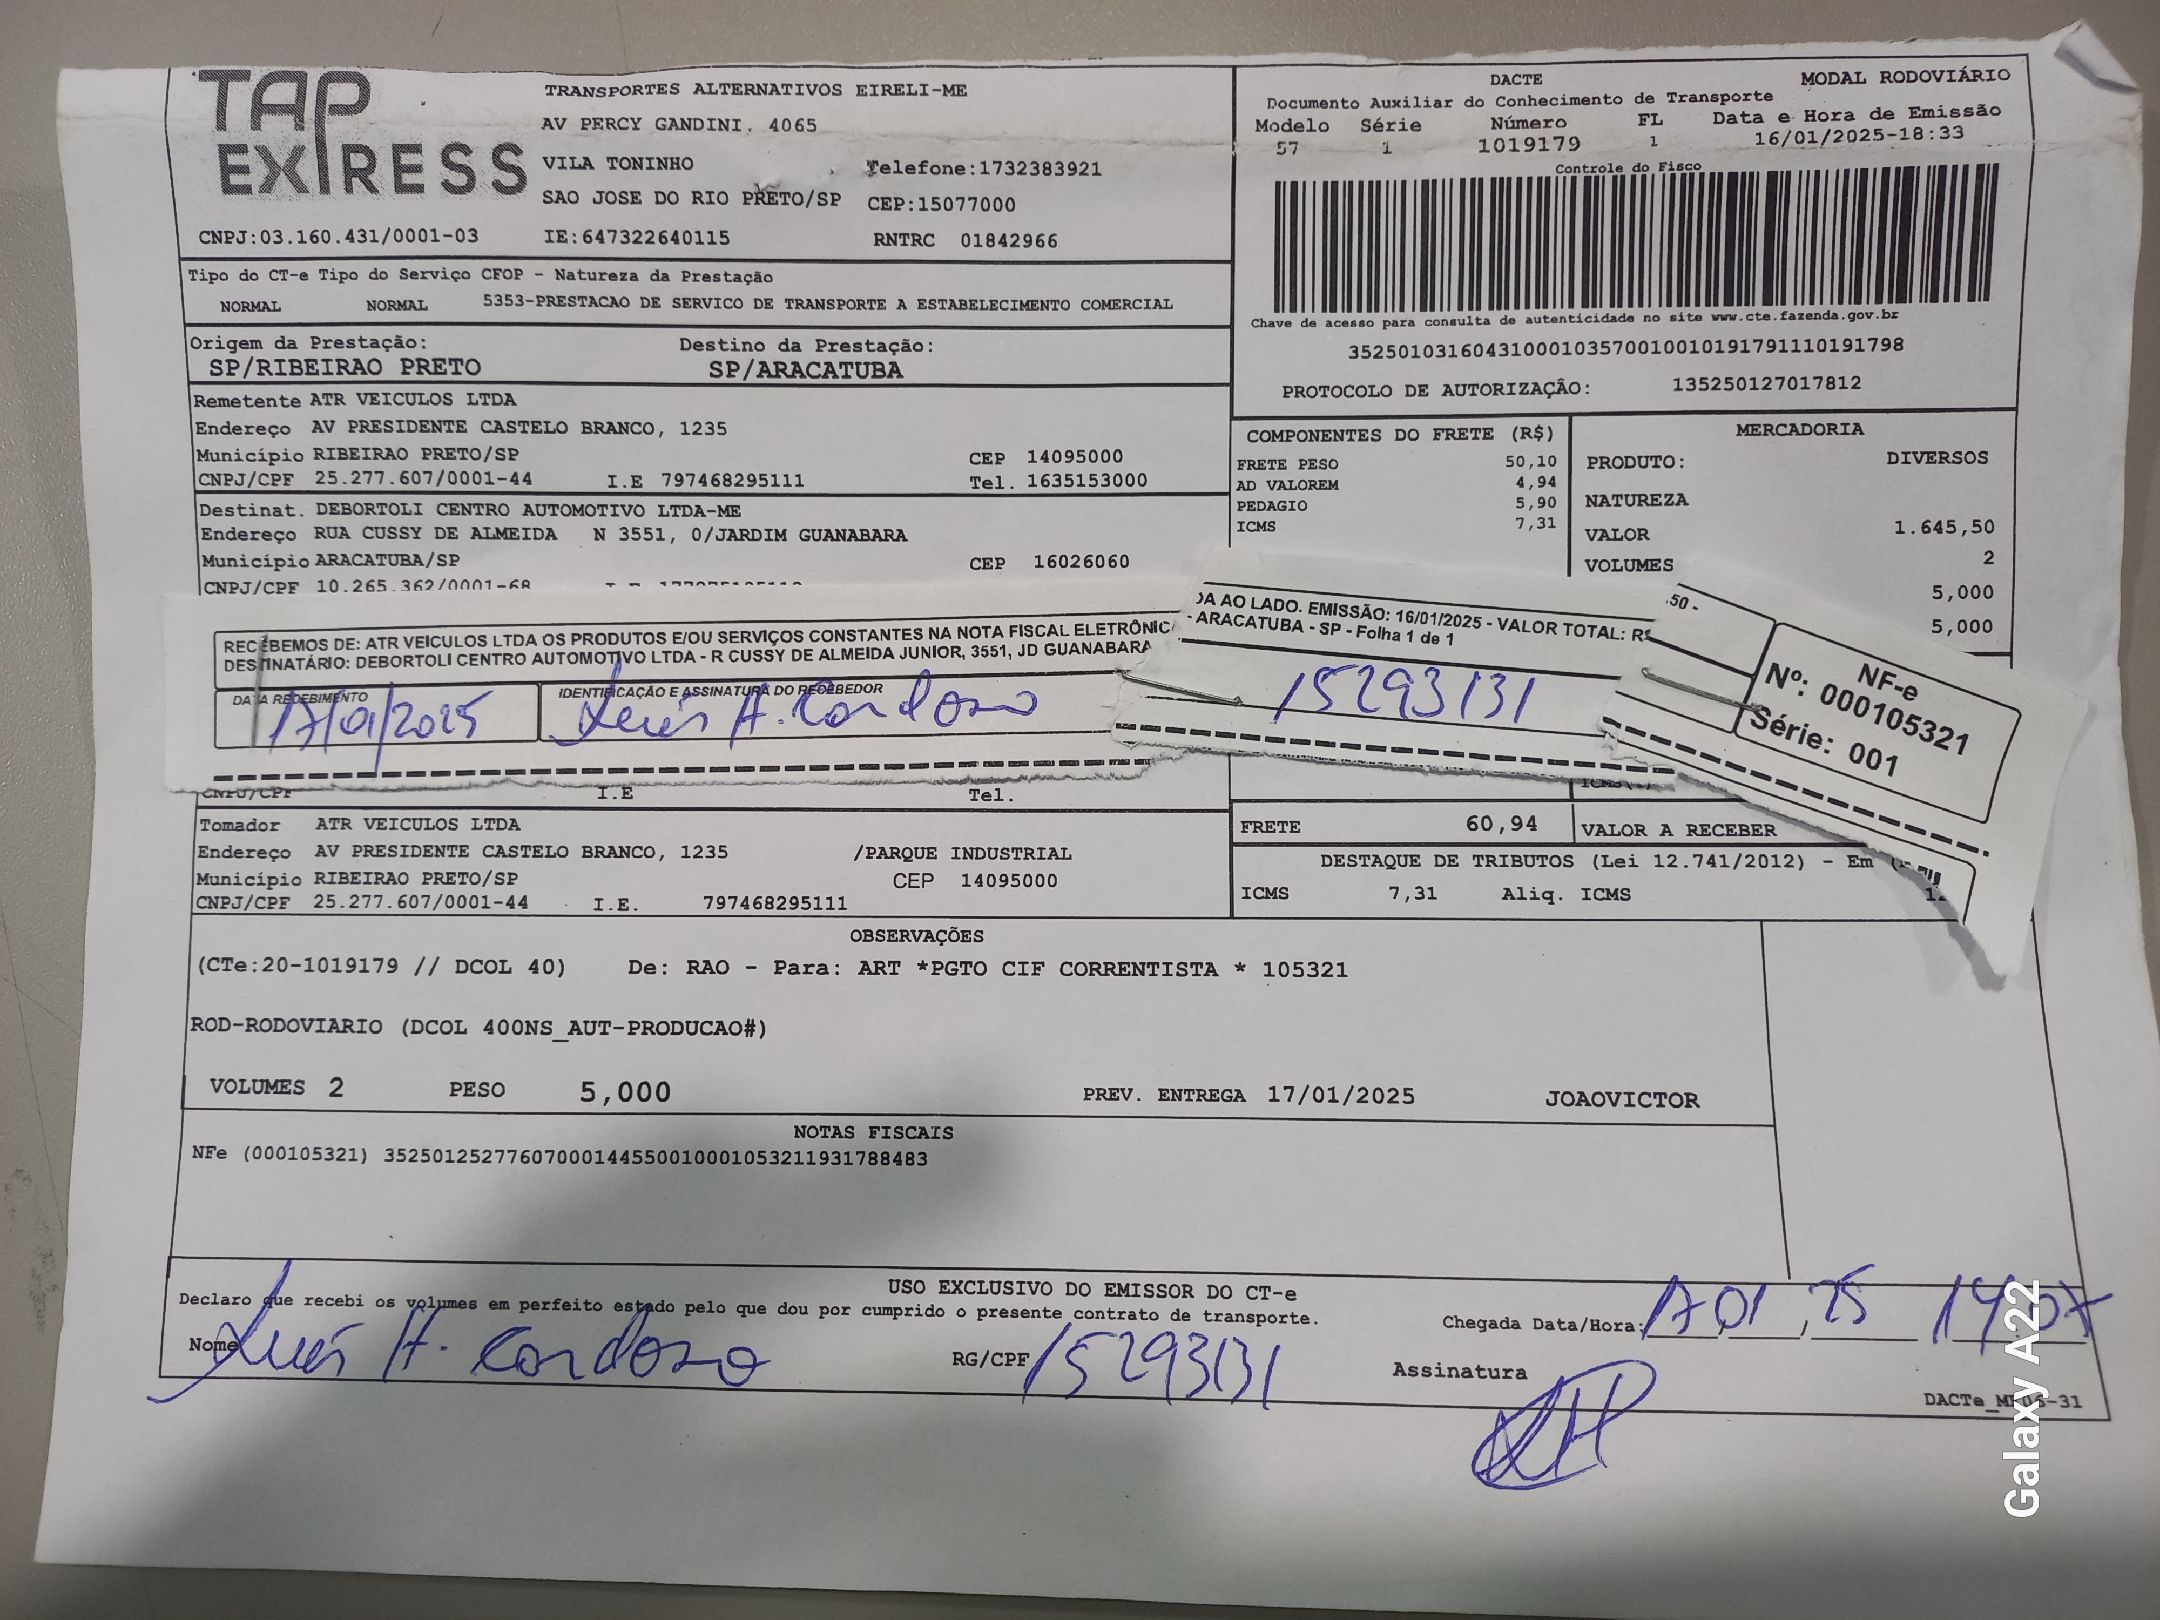 TAP EXPRESS
TRANSPORTES ALTERNATIVOS EIRELI-ME
AV PERCY GANDINI, 4065
VILA TONINHO Telefone:1732383921
SAO JOSE DO RIO PRETO/SP CEP:15077000
CNPJ:03.160.431/0001-03 IE:647322640115 RNTRC 01842966
DACTE MODAL RODOVIÁRIO
Documento Auxiliar do Conhecimento de Transporte
Modelo Série Número FL Data e Hora de Emissão
57 1 1019179 1 16/01/2025-18:33
Controle do Fisco
Chave de acesso para consulta de autenticidade no site www.cte.fazenda.gov.br
35250103160431000103570010010191791110191798
PROTOCOLO DE AUTORIZAÇÃO: 135250127017812
Tipo do CT-e Tipo do Serviço CFOP - Natureza da Prestação
NORMAL NORMAL 5353-PRESTACAO DE SERVICO DE TRANSPORTE A ESTABELECIMENTO COMERCIAL
Origem da Prestação: Destino da Prestação:
SP/RIBEIRAO PRETO SP/ARACATUBA
Remetente ATR VEICULOS LTDA
Endereço AV PRESIDENTE CASTELO BRANCO, 1235
Município RIBEIRAO PRETO/SP CEP 14095000
CNPJ/CPF 25.277.607/0001-44 I.E 797468295111 Tel. 1635153000
Destinat. DEBORTOLI CENTRO AUTOMOTIVO LTDA-ME
Endereço RUA CUSSY DE ALMEIDA N 3551, 0/JARDIM GUANABARA
Município ARACATUBA/SP CEP 16026060
CNPJ/CPF 10.265.362/0001-68
COMPONENTES DO FRETE (R$)
FRETE PESO 50,10
AD VALOREM 4,94
PEDAGIO 5,90
ICMS 7,31
MERCADORIA
PRODUTO: DIVERSOS
NATUREZA
VALOR 1.645,50
VOLUMES 2
5,000
5,000
RECEBEMOS DE: ATR VEICULOS LTDA OS PRODUTOS E/OU SERVIÇOS CONSTANTES NA NOTA FISCAL ELETRÔNIC
DESTINATÁRIO: DEBORTOLI CENTRO AUTOMOTIVO LTDA - R CUSSY DE ALMEIDA JUNIOR, 3551, JD GUANABARA
DATA RECEBIMENTO IDENTIFICAÇÃO E ASSINATURA DO RECEBEDOR
17/01/2025 Luis H. Cardoso
DA AO LADO. EMISSÃO: 16/01/2025 - VALOR TOTAL: R$
- ARACATUBA - SP - Folha 1 de 1
15293131
,50 -
NF-e
Nº: 000105321
Série: 001
CNPJ/CPF I.E Tel.
Tomador ATR VEICULOS LTDA
Endereço AV PRESIDENTE CASTELO BRANCO, 1235 /PARQUE INDUSTRIAL
Município RIBEIRAO PRETO/SP CEP 14095000
CNPJ/CPF 25.277.607/0001-44 I.E. 797468295111
FRETE 60,94 VALOR A RECEBER
DESTAQUE DE TRIBUTOS (Lei 12.741/2012) - Em
ICMS 7,31 Aliq. ICMS
OBSERVAÇÕES
(CTe:20-1019179 // DCOL 40) De: RAO - Para: ART *PGTO CIF CORRENTISTA * 105321
ROD-RODOVIARIO (DCOL 400NS_AUT-PRODUCAO#)
VOLUMES 2 PESO 5,000 PREV. ENTREGA 17/01/2025 JOAOVICTOR
NOTAS FISCAIS
NFe (000105321) 35250125277607000144550010001053211931788483
USO EXCLUSIVO DO EMISSOR DO CT-e
Declaro que recebi os volumes em perfeito estado pelo que dou por cumprido o presente contrato de transporte.
Chegada Data/Hora: 17 01 25
Nome Luis H. Cardoso RG/CPF 15293131 Assinatura
Galaxy A22